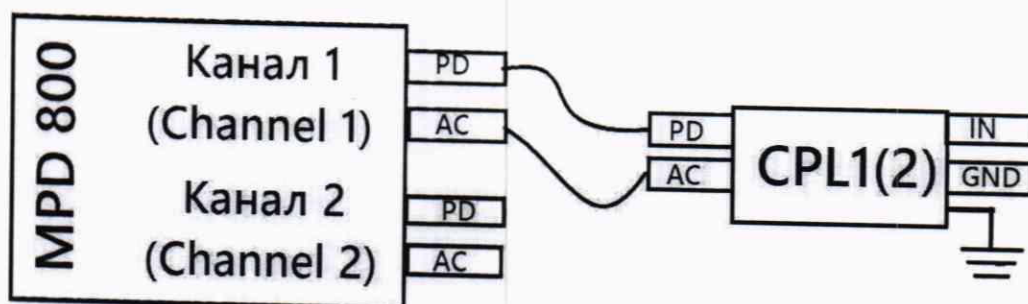 MPD 800
Канал 1
(Channel 1)
Канал 2
(Channel 2)
PD
AC
PD
AC
PD
AC
CPL1(2)
IN
GND